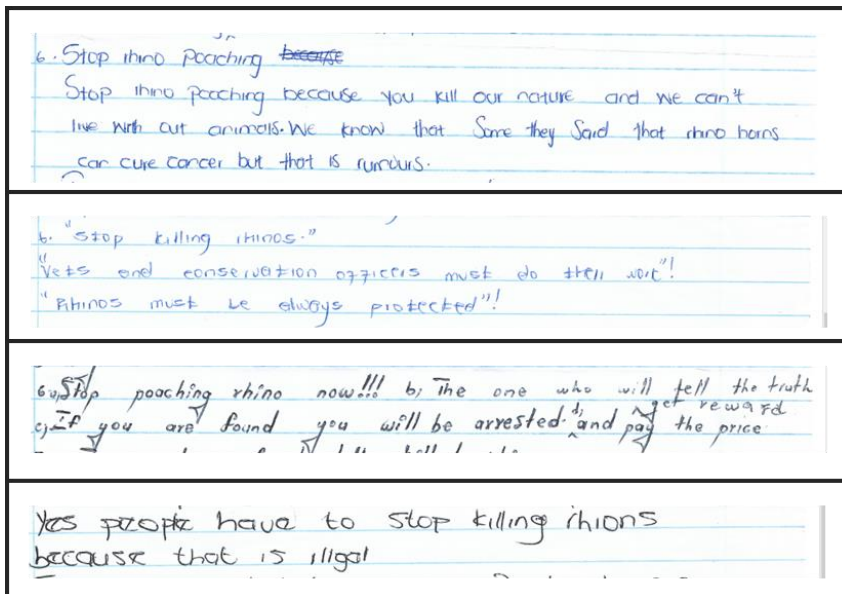 6. Stop rhino Poaching because
Stop rhino poaching because you kill our nature and we can't
live with out animals. We know that Some they Said that rhino horns
can cure cancer but that is rumours.
6. "Stop killing rhinos."
"Vets and conservation officers must do their work"!
"Rhinos must be always protected"!
6a, Stop poaching rhino now!!! b, The one who will tell the truth
get reward
c, If you are found you will be arrested. d, and pay the price
Yes people have to stop killing rhions
because that is illgal